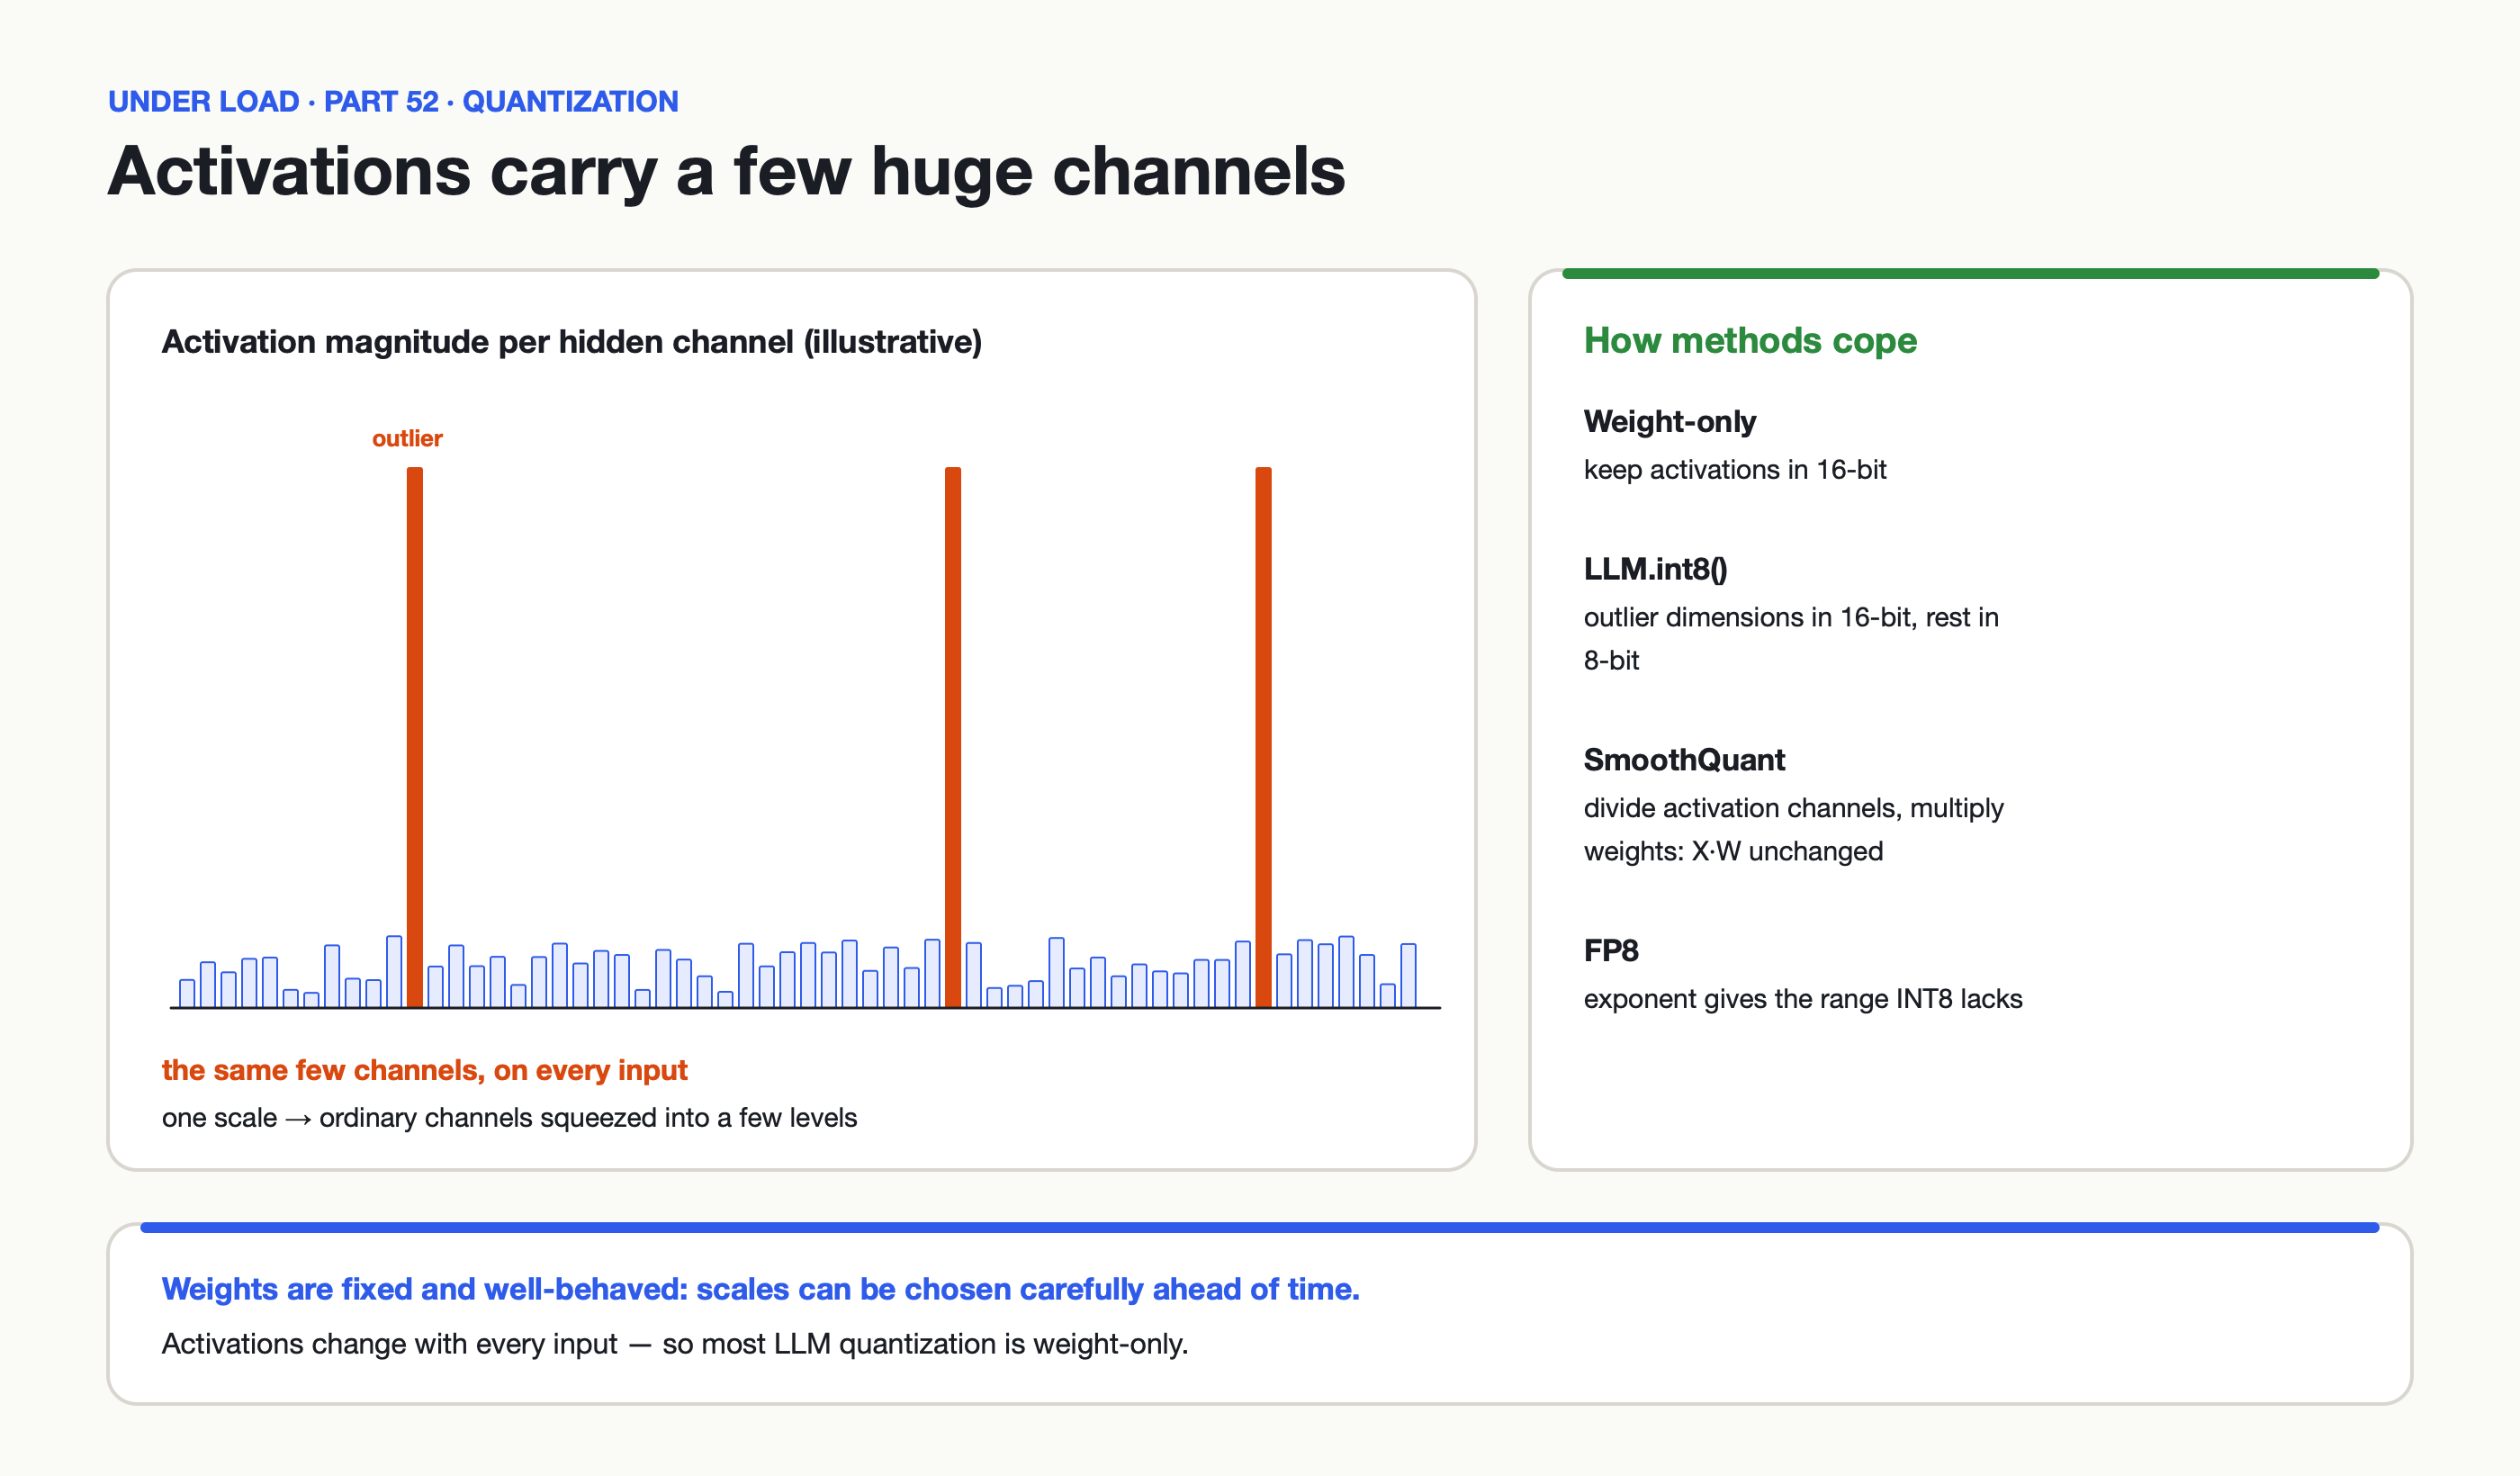 UNDER LOAD · PART 52 · QUANTIZATION
Activations carry a few huge channels
Activation magnitude per hidden channel (illustrative)
outlier
the same few channels, on every input
one scale → ordinary channels squeezed into a few levels
How methods cope
Weight-only
keep activations in 16-bit
LLM.int8()
outlier dimensions in 16-bit, rest in
8-bit
SmoothQuant
divide activation channels, multiply
weights: X·W unchanged
FP8
exponent gives the range INT8 lacks
Weights are fixed and well-behaved: scales can be chosen carefully ahead of time.
Activations change with every input — so most LLM quantization is weight-only.